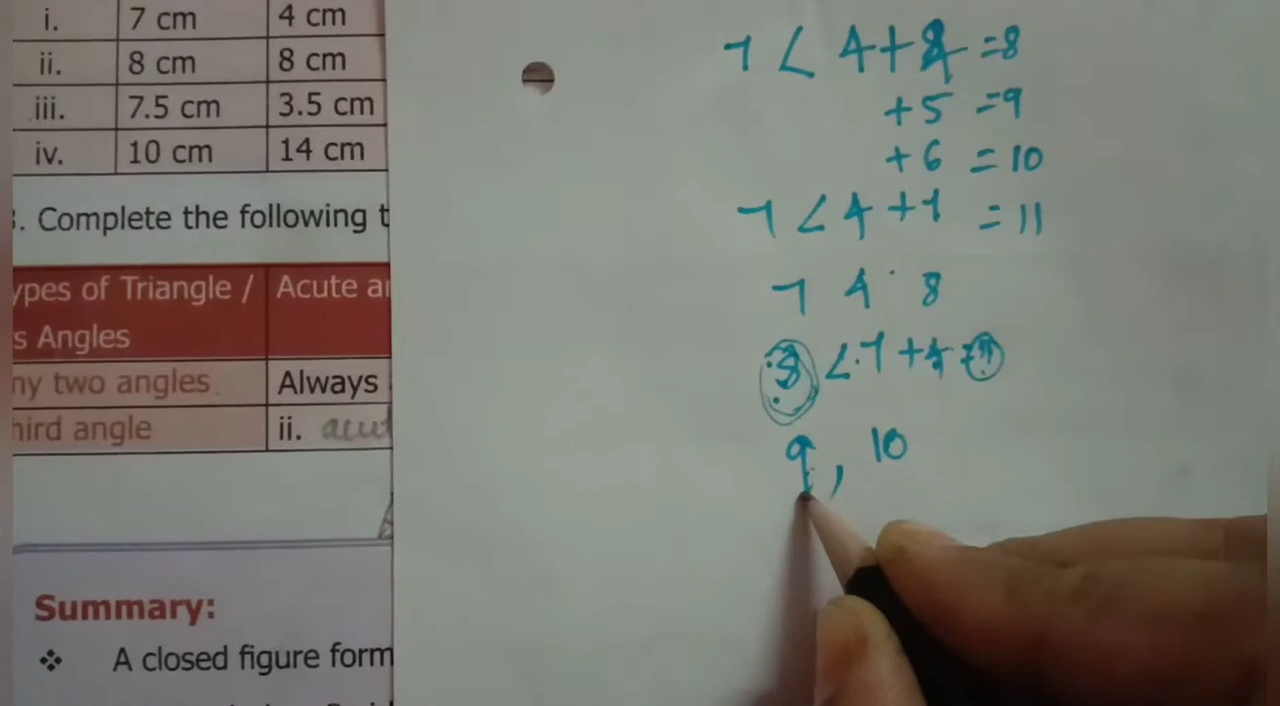 i. 7 cm 4 cm
ii. 8 cm 8 cm
iii. 7.5 cm 3.5 cm
iv. 10 cm 14 cm
. Complete the following t
ypes of Triangle / Acute a
s Angles
ny two angles Always
hird angle ii. acut
Summary:
❖ A closed figure form
7 < 4 + 4 = 8
+ 5 = 9
+ 6 = 10
7 < 4 + 7 = 11
7 4 8
8 < 7 + 4 = 11
9, 10